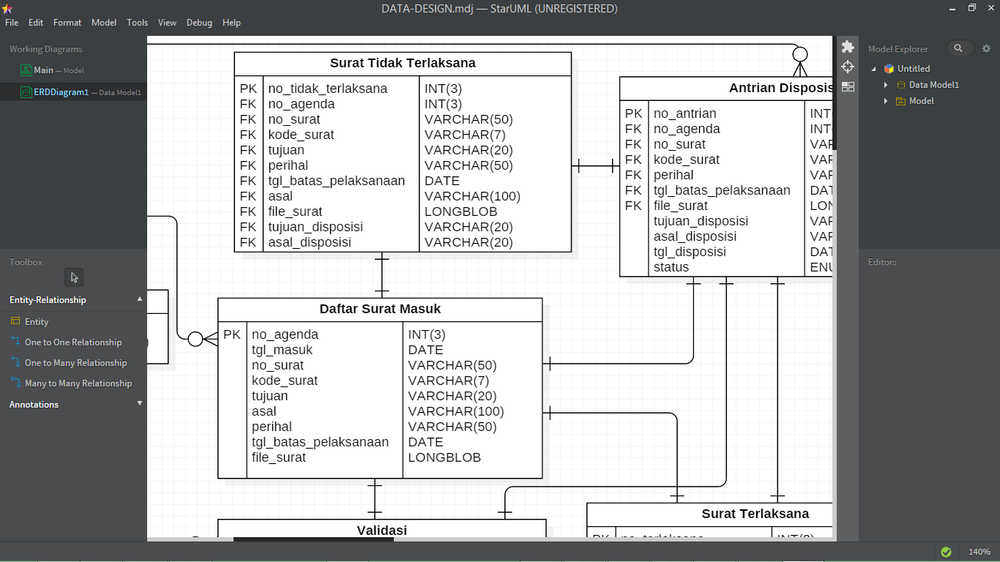 DATA-DESIGN.mdj — StarUML (UNREGISTERED)
File Edit Format Model Tools View Debug Help
Working Diagrams
Main — Model
ERDDiagram1 — Data Model1
Toolbox
Entity-Relationship
Entity
One to One Relationship
One to Many Relationship
Many to Many Relationship
Annotations
Surat Tidak Terlaksana
PK no_tidak_terlaksana INT(3)
FK no_agenda INT(3)
FK no_surat VARCHAR(50)
FK kode_surat VARCHAR(7)
FK tujuan VARCHAR(20)
FK perihal VARCHAR(50)
FK tgl_batas_pelaksanaan DATE
FK asal VARCHAR(100)
FK file_surat LONGBLOB
FK tujuan_disposisi VARCHAR(20)
FK asal_disposisi VARCHAR(20)
Antrian Disposis
PK no_antrian INT
FK no_agenda INT
FK no_surat VAR
FK kode_surat VAR
FK perihal VAR
FK tgl_batas_pelaksanaan DAT
FK file_surat LON
tujuan_disposisi VAR
asal_disposisi VAR
tgl_disposisi DAT
status ENU
Daftar Surat Masuk
PK no_agenda INT(3)
tgl_masuk DATE
no_surat VARCHAR(50)
kode_surat VARCHAR(7)
tujuan VARCHAR(20)
asal VARCHAR(100)
perihal VARCHAR(50)
tgl_batas_pelaksanaan DATE
file_surat LONGBLOB
Validasi
Surat Terlaksana
PK no_terlaksana INT(3)
Model Explorer
Untitled
Data Model1
Model
Editors
140%